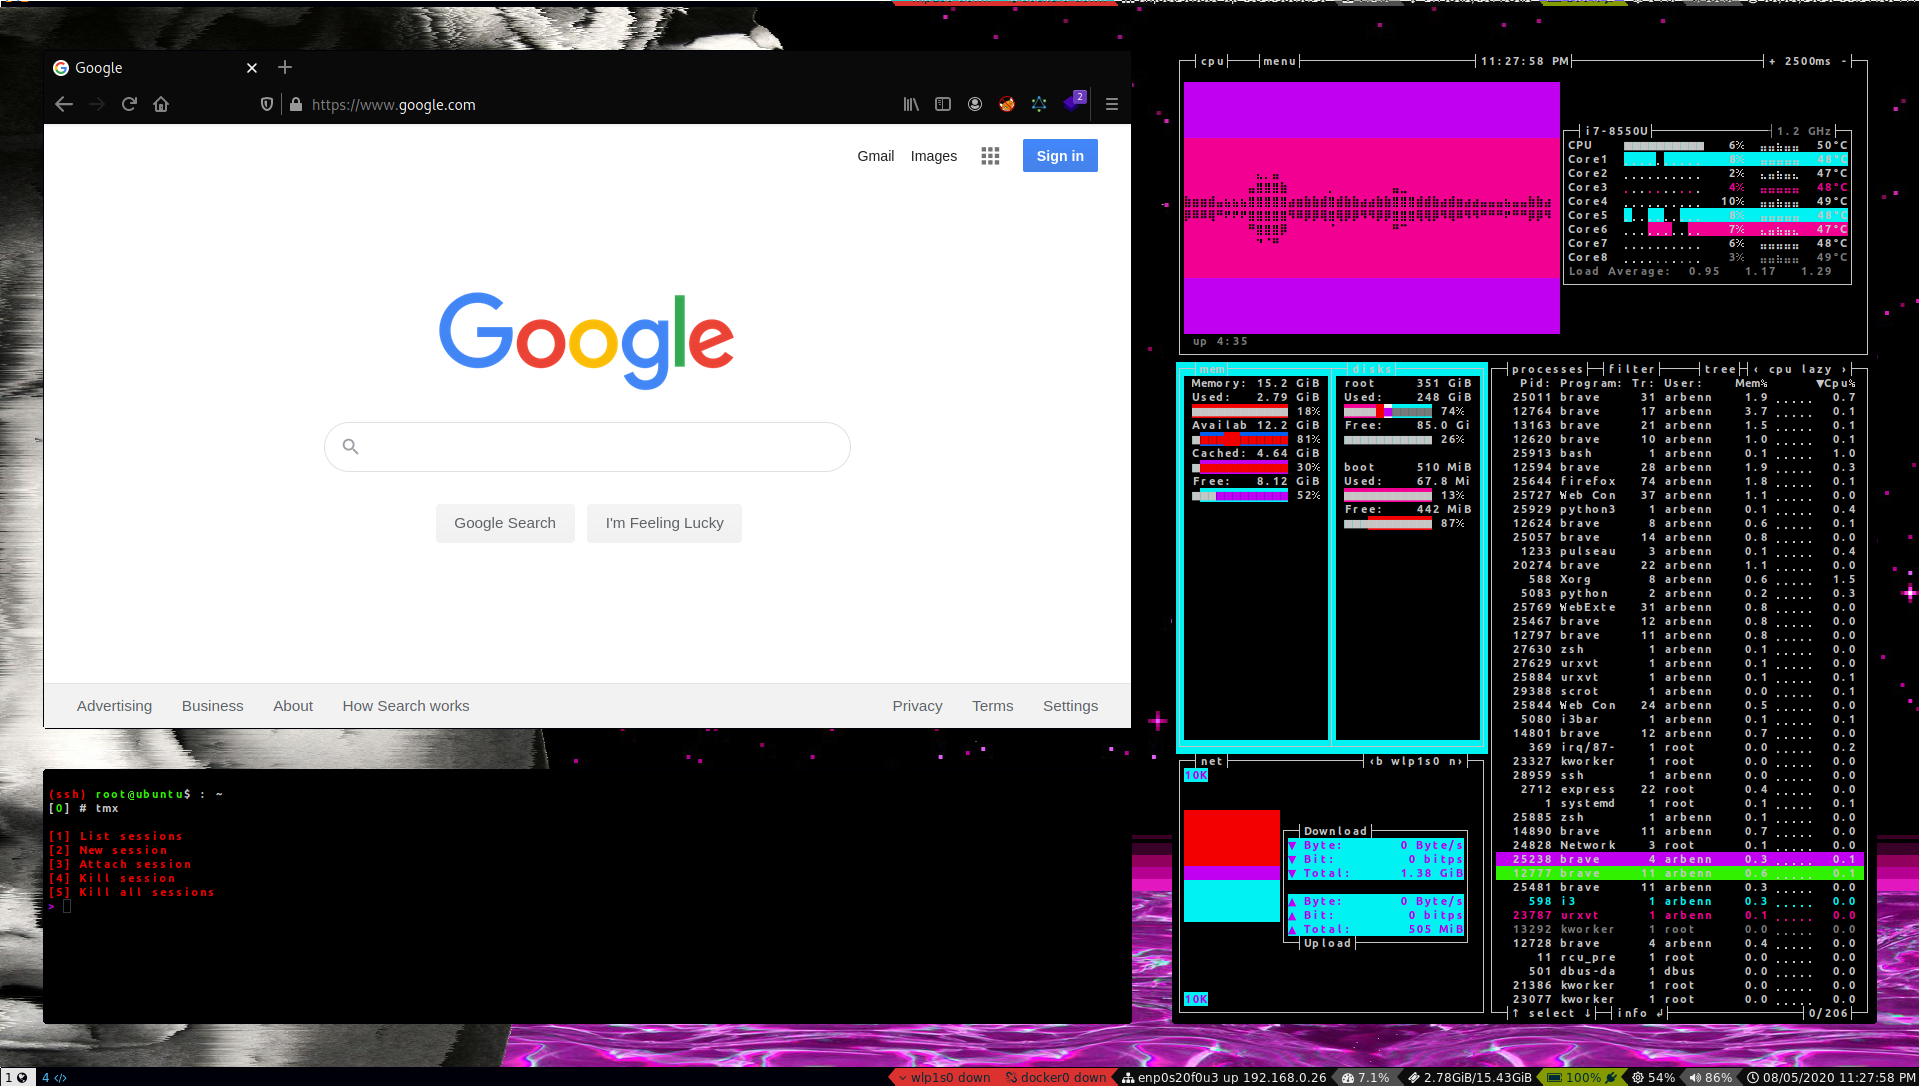 Google
https://www.google.com
2
Gmail Images Sign in
Google
Google Search I'm Feeling Lucky
Advertising Business About How Search works Privacy Terms Settings
(ssh) root@ubuntu$ : ~
[0] # tmx
[1] List sessions
[2] New session
[3] Attach session
[4] Kill session
[5] Kill all sessions
>
cpu menu 11:27:58 PM + 2500ms -
i7-8550U 1.2 GHz
CPU 6% 50°C
Core1 8% 48°C
Core2 2% 47°C
Core3 4% 48°C
Core4 10% 49°C
Core5 8% 48°C
Core6 7% 47°C
Core7 6% 48°C
Core8 3% 49°C
Load Average: 0.95 1.17 1.29
up 4:35
mem
Memory: 15.2 GiB
Used: 2.79 GiB
18%
Availab 12.2 GiB
81%
Cached: 4.64 GiB
30%
Free: 8.12 GiB
52%
disks
root 351 GiB
Used: 248 GiB
74%
Free: 85.0 Gi
26%
boot 510 MiB
Used: 67.8 Mi
13%
Free: 442 MiB
87%
net ‹b wlp1s0 n›
10K
Download
▼ Byte: 0 Byte/s
▼ Bit: 0 bitps
▼ Total: 1.38 GiB
▲ Byte: 0 Byte/s
▲ Bit: 0 bitps
▲ Total: 505 MiB
Upload
10K
processes filter tree ‹ cpu lazy ›
Pid: Program: Tr: User: Mem% ▼Cpu%
25011 brave 31 arbenn 1.9 ..... 0.7
12764 brave 17 arbenn 3.7 ..... 0.1
13163 brave 21 arbenn 1.5 ..... 0.1
12620 brave 10 arbenn 1.0 ..... 0.1
25913 bash 1 arbenn 0.1 ..... 1.0
12594 brave 28 arbenn 1.9 ..... 0.3
25644 firefox 74 arbenn 1.8 ..... 0.1
25727 Web Con 37 arbenn 1.1 ..... 0.0
25929 python3 1 arbenn 0.1 ..... 0.4
12624 brave 8 arbenn 0.6 ..... 0.1
25057 brave 14 arbenn 0.8 ..... 0.0
1233 pulseau 3 arbenn 0.1 ..... 0.4
20274 brave 22 arbenn 1.1 ..... 0.0
588 Xorg 8 arbenn 0.6 ..... 1.5
5083 python 2 arbenn 0.2 ..... 0.3
25769 WebExte 31 arbenn 0.8 ..... 0.0
25467 brave 12 arbenn 0.8 ..... 0.0
12797 brave 11 arbenn 0.8 ..... 0.0
27630 zsh 1 arbenn 0.1 ..... 0.0
27629 urxvt 1 arbenn 0.1 ..... 0.0
25884 urxvt 1 arbenn 0.1 ..... 0.1
29388 scrot 1 arbenn 0.0 ..... 0.1
25844 Web Con 24 arbenn 0.5 ..... 0.0
5080 i3bar 1 arbenn 0.1 ..... 0.1
14801 brave 12 arbenn 0.7 ..... 0.0
369 irq/87- 1 root 0.0 ..... 0.2
23327 kworker 1 root 0.0 ..... 0.0
28959 ssh 1 arbenn 0.1 ..... 0.0
2712 express 22 root 0.4 ..... 0.0
1 systemd 1 root 0.1 ..... 0.1
25885 zsh 1 arbenn 0.1 ..... 0.0
14890 brave 11 arbenn 0.7 ..... 0.0
24828 Network 3 root 0.1 ..... 0.0
25238 brave 4 arbenn 0.3 ..... 0.1
12777 brave 11 arbenn 0.6 ..... 0.1
25481 brave 11 arbenn 0.3 ..... 0.0
598 i3 1 arbenn 0.3 ..... 0.0
23787 urxvt 1 arbenn 0.1 ..... 0.0
13292 kworker 1 root 0.0 ..... 0.0
12728 brave 4 arbenn 0.4 ..... 0.0
11 rcu_pre 1 root 0.0 ..... 0.0
501 dbus-da 1 dbus 0.0 ..... 0.0
21386 kworker 1 root 0.0 ..... 0.0
23077 kworker 1 root 0.0 ..... 0.0
↑ select ↓ info ↲ 0/206
1 4 </> wlp1s0 down docker0 down enp0s20f0u3 up 192.168.0.26 7.1% 2.78GiB/15.43GiB 100% 54% 86% 08/05/2020 11:27:58 PM